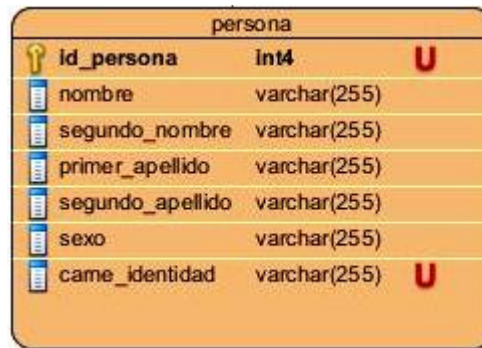 persona
id_persona int4 U
nombre varchar(255)
segundo_nombre varchar(255)
primer_apellido varchar(255)
segundo_apellido varchar(255)
sexo varchar(255)
carne_identidad varchar(255) U